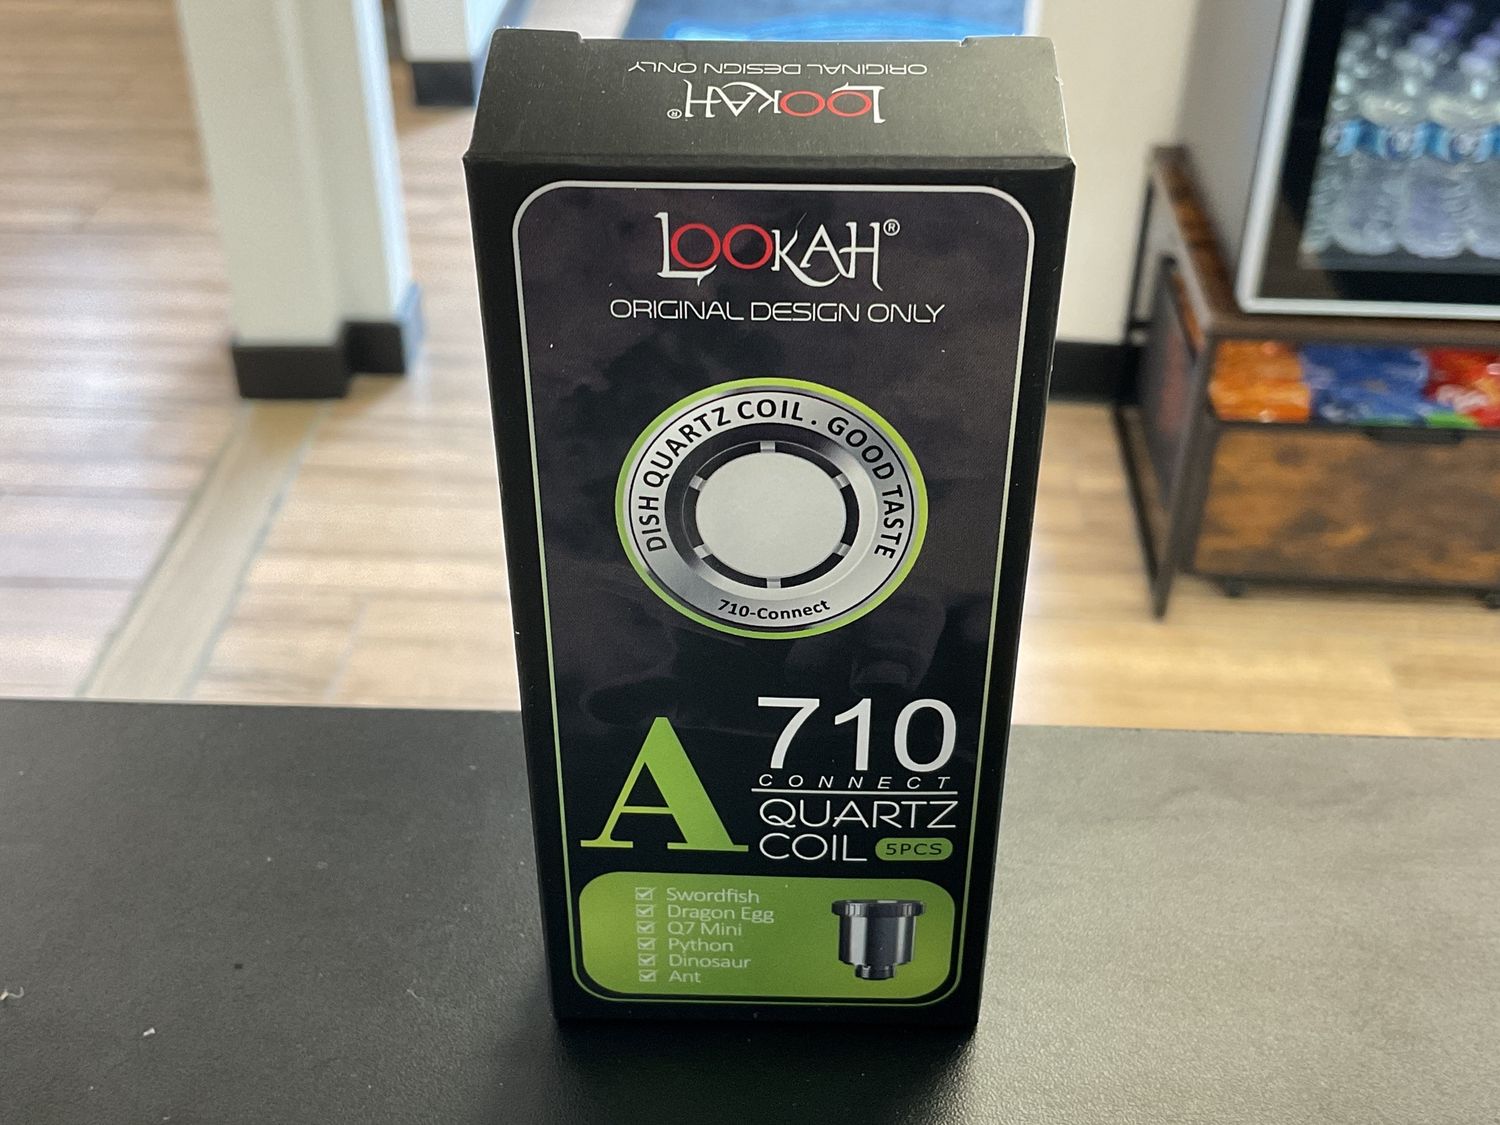 ORIGINAL DESIGN ONLY
LOOKAH®
LOOKAH®
ORIGINAL DESIGN ONLY
DISH QUARTZ COIL . GOOD TASTE
710-Connect
A
710
CONNECT
QUARTZ
COIL 5PCS
Swordfish
Dragon Egg
Q7 Mini
Python
Dinosaur
Ant